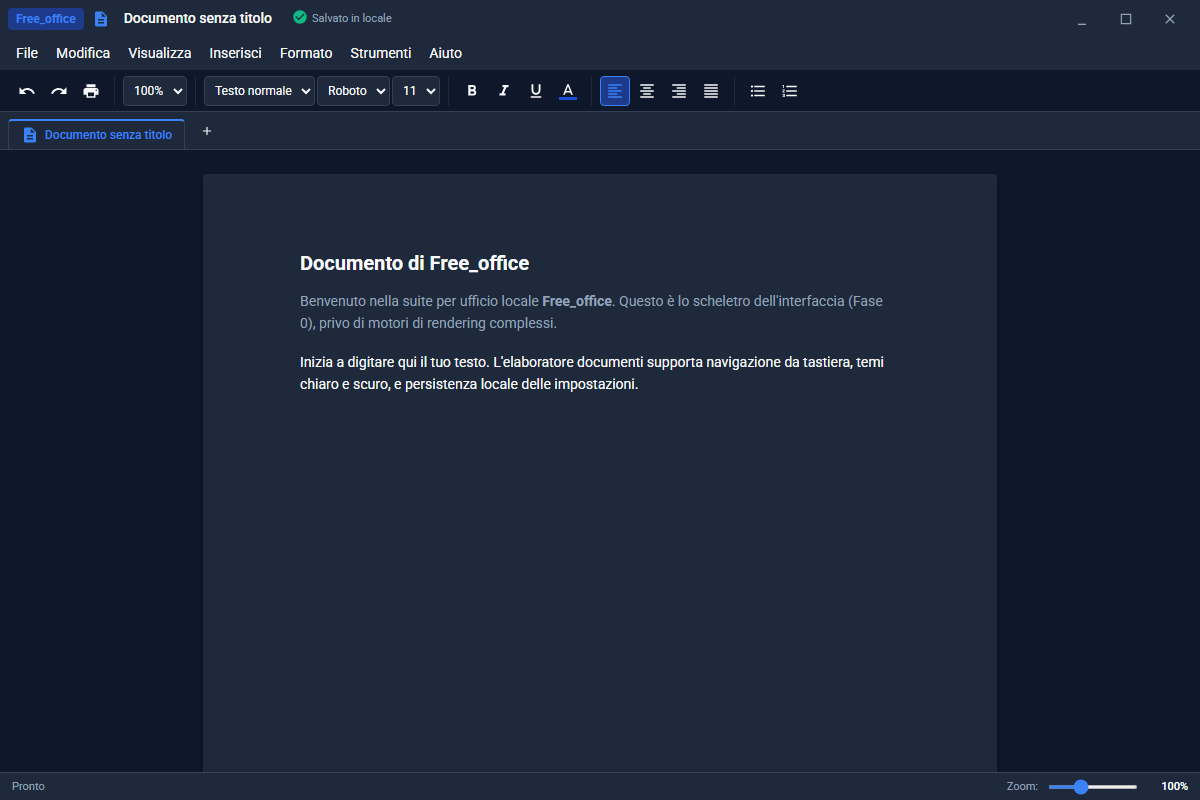 Free_office Documento senza titolo Salvato in locale
File Modifica Visualizza Inserisci Formato Strumenti Aiuto
100% Testo normale Roboto 11 B I U A
Documento senza titolo +
Documento di Free_office
Benvenuto nella suite per ufficio locale Free_office. Questo è lo scheletro dell'interfaccia (Fase
0), privo di motori di rendering complessi.
Inizia a digitare qui il tuo testo. L'elaboratore documenti supporta navigazione da tastiera, temi
chiaro e scuro, e persistenza locale delle impostazioni.
Pronto Zoom: 100%